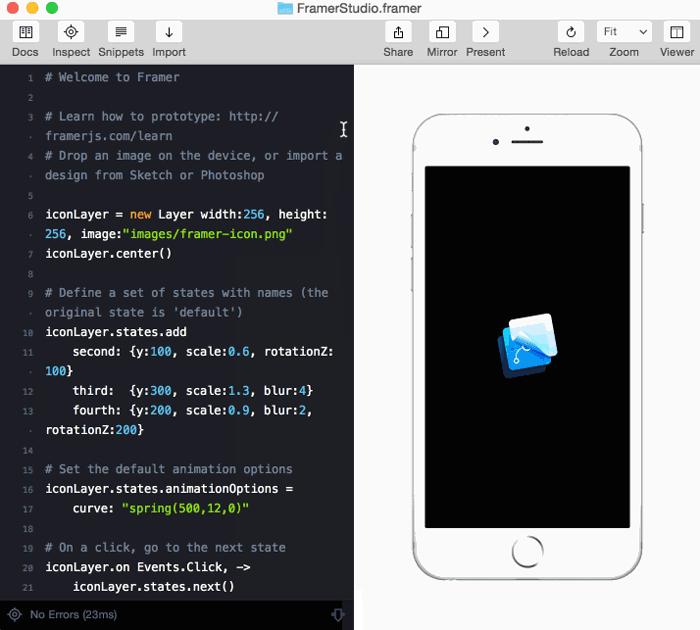 FramerStudio.framer
Docs Inspect Snippets Import Share Mirror Present Reload Fit Zoom Viewer
1 # Welcome to Framer
2
3 # Learn how to prototype: http://
· framerjs.com/learn
4 # Drop an image on the device, or import a
· design from Sketch or Photoshop
5
6 iconLayer = new Layer width:256, height:
· 256, image:"images/framer-icon.png"
7 iconLayer.center()
8
9 # Define a set of states with names (the
· original state is 'default')
10 iconLayer.states.add
11 second: {y:100, scale:0.6, rotationZ:
· 100}
12 third:  {y:300, scale:1.3, blur:4}
13 fourth: {y:200, scale:0.9, blur:2,
· rotationZ:200}
14
15 # Set the default animation options
16 iconLayer.states.animationOptions =
17 curve: "spring(500,12,0)"
18
19 # On a click, go to the next state
20 iconLayer.on Events.Click, ->
21 iconLayer.states.next()
No Errors (23ms)